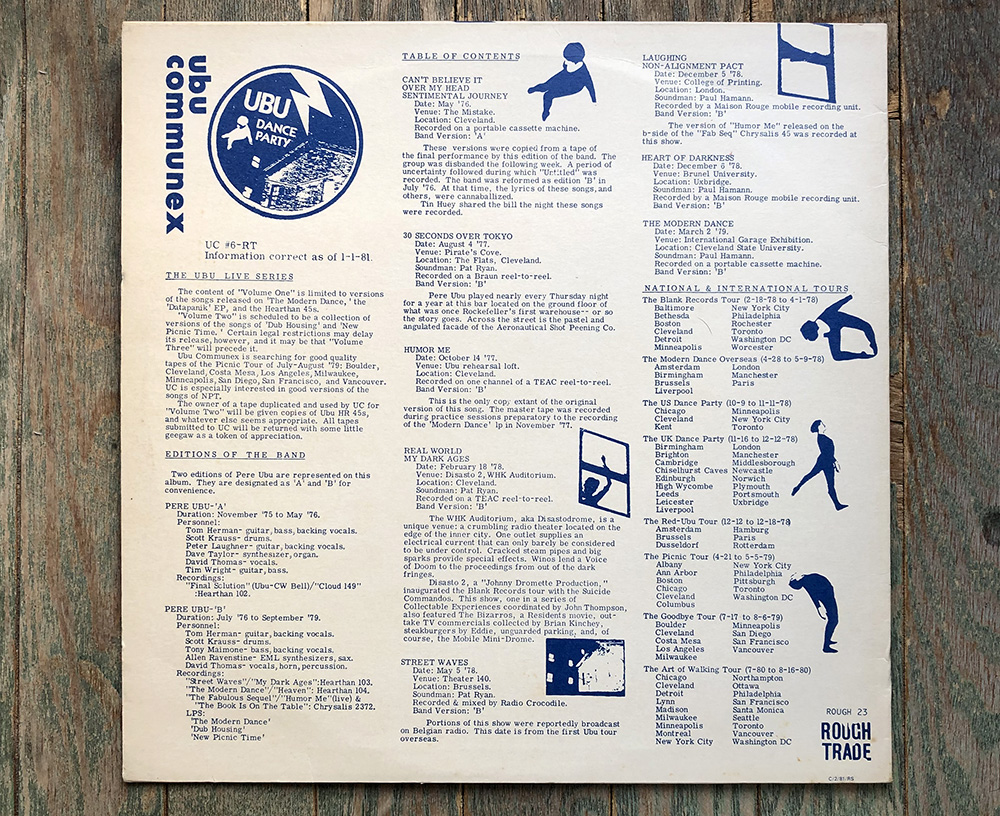 ubu
communex
UBU
DANCE
PARTY
UC #6-RT
Information correct as of 1-1-81.
THE UBU LIVE SERIES
The content of "Volume One" is limited to versions
of the songs released on 'The Modern Dance,' the
'Datapanik' EP, and the Hearthan 45s.
"Volume Two" is scheduled to be a collection of
versions of the songs of 'Dub Housing' and 'New
Picnic Time.' Certain legal restrictions may delay
its release, however, and it may be that "Volume
Three" will precede it.
Ubu Communex is searching for good quality
tapes of the Picnic Tour of July-August '79: Boulder,
Cleveland, Costa Mesa, Los Angeles, Milwaukee,
Minneapolis, San Diego, San Francisco, and Vancouver.
UC is especially interested in good versions of the
songs of NPT.
The owner of a tape duplicated and used by UC for
"Volume Two" will be given copies of Ubu HR 45s,
and whatever else seems appropriate. All tapes
submitted to UC will be returned with some little
geegaw as a token of appreciation.
EDITIONS OF THE BAND
Two editions of Pere Ubu are represented on this
album. They are designated as 'A' and 'B' for
convenience.
PERE UBU-'A'
Duration: November '75 to May '76.
Personnel:
Tom Herman- guitar, bass, backing vocals.
Scott Krauss- drums.
Peter Laughner- guitar, backing vocals.
Dave Taylor- synthesizer, organ.
David Thomas- vocals.
Tim Wright- guitar, bass.
Recordings:
"Final Solution" (Ubu-CW Bell)/"Cloud 149"
:Hearthan 102.
PERE UBU-'B'
Duration: July '76 to September '79.
Personnel:
Tom Herman- guitar, backing vocals.
Scott Krauss- drums.
Tony Maimone- bass, backing vocals.
Allen Ravenstine- EML synthesizers, sax.
David Thomas- vocals, horn, percussion.
Recordings:
"Street Waves"/"My Dark Ages": Hearthan 103.
"The Modern Dance"/"Heaven": Hearthan 104.
"The Fabulous Sequel"/"Humor Me"(live) &
"The Book Is On The Table": Chrysalis 2372.
LPS:
'The Modern Dance'
'Dub Housing'
'New Picnic Time'
TABLE OF CONTENTS
CAN'T BELIEVE IT
OVER MY HEAD
SENTIMENTAL JOURNEY
Date: May '76.
Venue: The Mistake.
Location: Cleveland.
Recorded on a portable cassette machine.
Band Version: 'A'
These versions were copied from a tape of
the final performance by this edition of the band. The
group was disbanded the following week. A period of
uncertainty followed during which "Untitled" was
recorded. The band was reformed as edition 'B' in
July '76. At that time, the lyrics of these songs, and
others, were cannaballized.
Tin Huey shared the bill the night these songs
were recorded.
30 SECONDS OVER TOKYO
Date: August 4 '77.
Venue: Pirate's Cove.
Location: The Flats, Cleveland.
Soundman: Pat Ryan.
Recorded on a Braun reel-to-reel.
Band Version: 'B'
Pere Ubu played nearly every Thursday night
for a year at this bar located on the ground floor of
what was once Rockefeller's first warehouse-- or so
the story goes. Across the street is the pastel and
angulated facade of the Aeronautical Shot Peening Co.
HUMOR ME
Date: October 14 '77.
Venue: Ubu rehearsal loft.
Location: Cleveland.
Recorded on one channel of a TEAC reel-to-reel.
Band Version: 'B'
This is the only copy extant of the original
version of this song. The master tape was recorded
during practice sessions preparatory to the recording
of the 'Modern Dance' lp in November '77.
REAL WORLD
MY DARK AGES
Date: February 18 '78.
Venue: Disasto 2, WHK Auditorium.
Location: Cleveland.
Soundman: Pat Ryan.
Recorded on a TEAC reel-to-reel.
Band Version: 'B'
The WHK Auditorium, aka Disastodrome, is a
unique venue: a crumbling radio theater located on the
edge of the inner city. One outlet supplies an
electrical current that can only barely be considered
to be under control. Cracked steam pipes and big
sparks provide special effects. Winos lend a Voice
of Doom to the proceedings from out of the dark
fringes.
Disasto 2, a "Johnny Dromette Production,"
inaugurated the Blank Records tour with the Suicide
Commandos. This show, one in a series of
Collectable Experiences coordinated by John Thompson,
also featured The Bizarros, a Residents movie, out-
take TV commercials collected by Brian Kinchey,
steakburgers by Eddie, unguarded parking, and, of
course, the Mobile Mini-Drome.
STREET WAVES
Date: May 5 '78.
Venue: Theater 140.
Location: Brussels.
Soundman: Pat Ryan.
Recorded & mixed by Radio Crocodile.
Band Version: 'B'
Portions of this show were reportedly broadcast
on Belgian radio. This date is from the first Ubu tour
overseas.
LAUGHING
NON-ALIGNMENT PACT
Date: December 5 '78.
Venue: College of Printing.
Location: London.
Soundman: Paul Hamann.
Recorded by a Maison Rouge mobile recording unit.
Band Version: 'B'
The version of "Humor Me" released on the
b-side of the "Fab Seq" Chrysalis 45 was recorded at
this show.
HEART OF DARKNESS
Date: December 6 '78.
Venue: Brunel University.
Location: Uxbridge.
Soundman: Paul Hamann.
Recorded by a Maison Rouge mobile recording unit.
Band Version: 'B'
THE MODERN DANCE
Date: March 2 '79.
Venue: International Garage Exhibition.
Location: Cleveland State University.
Soundman: Paul Hamann.
Recorded on a portable cassette machine.
Band Version: 'B'
NATIONAL & INTERNATIONAL TOURS
The Blank Records Tour (2-18-78 to 4-1-78)
Baltimore New York City
Bethesda Philadelphia
Boston Rochester
Cleveland Toronto
Detroit Washington DC
Minneapolis Worcester
The Modern Dance Overseas (4-28 to 5-9-78)
Amsterdam London
Birmingham Manchester
Brussels Paris
Liverpool
The US Dance Party (10-9 to 11-11-78)
Chicago Minneapolis
Cleveland New York City
Kent Toronto
The UK Dance Party (11-16 to 12-12-78)
Birmingham London
Brighton Manchester
Cambridge Middlesborough
Chiselhurst Caves Newcastle
Edinburgh Norwich
High Wycombe Plymouth
Leeds Portsmouth
Leicester Uxbridge
Liverpool
The Red-Ubu Tour (12-12 to 12-18-78)
Amsterdam Hamburg
Brussels Paris
Dusseldorf Rotterdam
The Picnic Tour (4-21 to 5-5-79)
Albany New York City
Ann Arbor Philadelphia
Boston Pittsburgh
Chicago Toronto
Cleveland Washington DC
Columbus
The Goodbye Tour (7-17 to 8-6-79)
Boulder Minneapolis
Cleveland San Diego
Costa Mesa San Francisco
Los Angeles Vancouver
Milwaukee
The Art of Walking Tour (7-80 to 8-16-80)
Chicago Northampton
Cleveland Ottawa
Detroit Philadelphia
Lynn San Francisco
Madison Santa Monica
Milwaukee Seattle
Minneapolis Toronto
Montreal Vancouver
New York City Washington DC
ROUGH 23
ROUGH
TRADE
C/2/81/RS